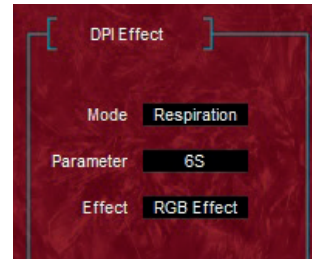 DPI Effect
Mode Respiration
Parameter 6S
Effect RGB Effect